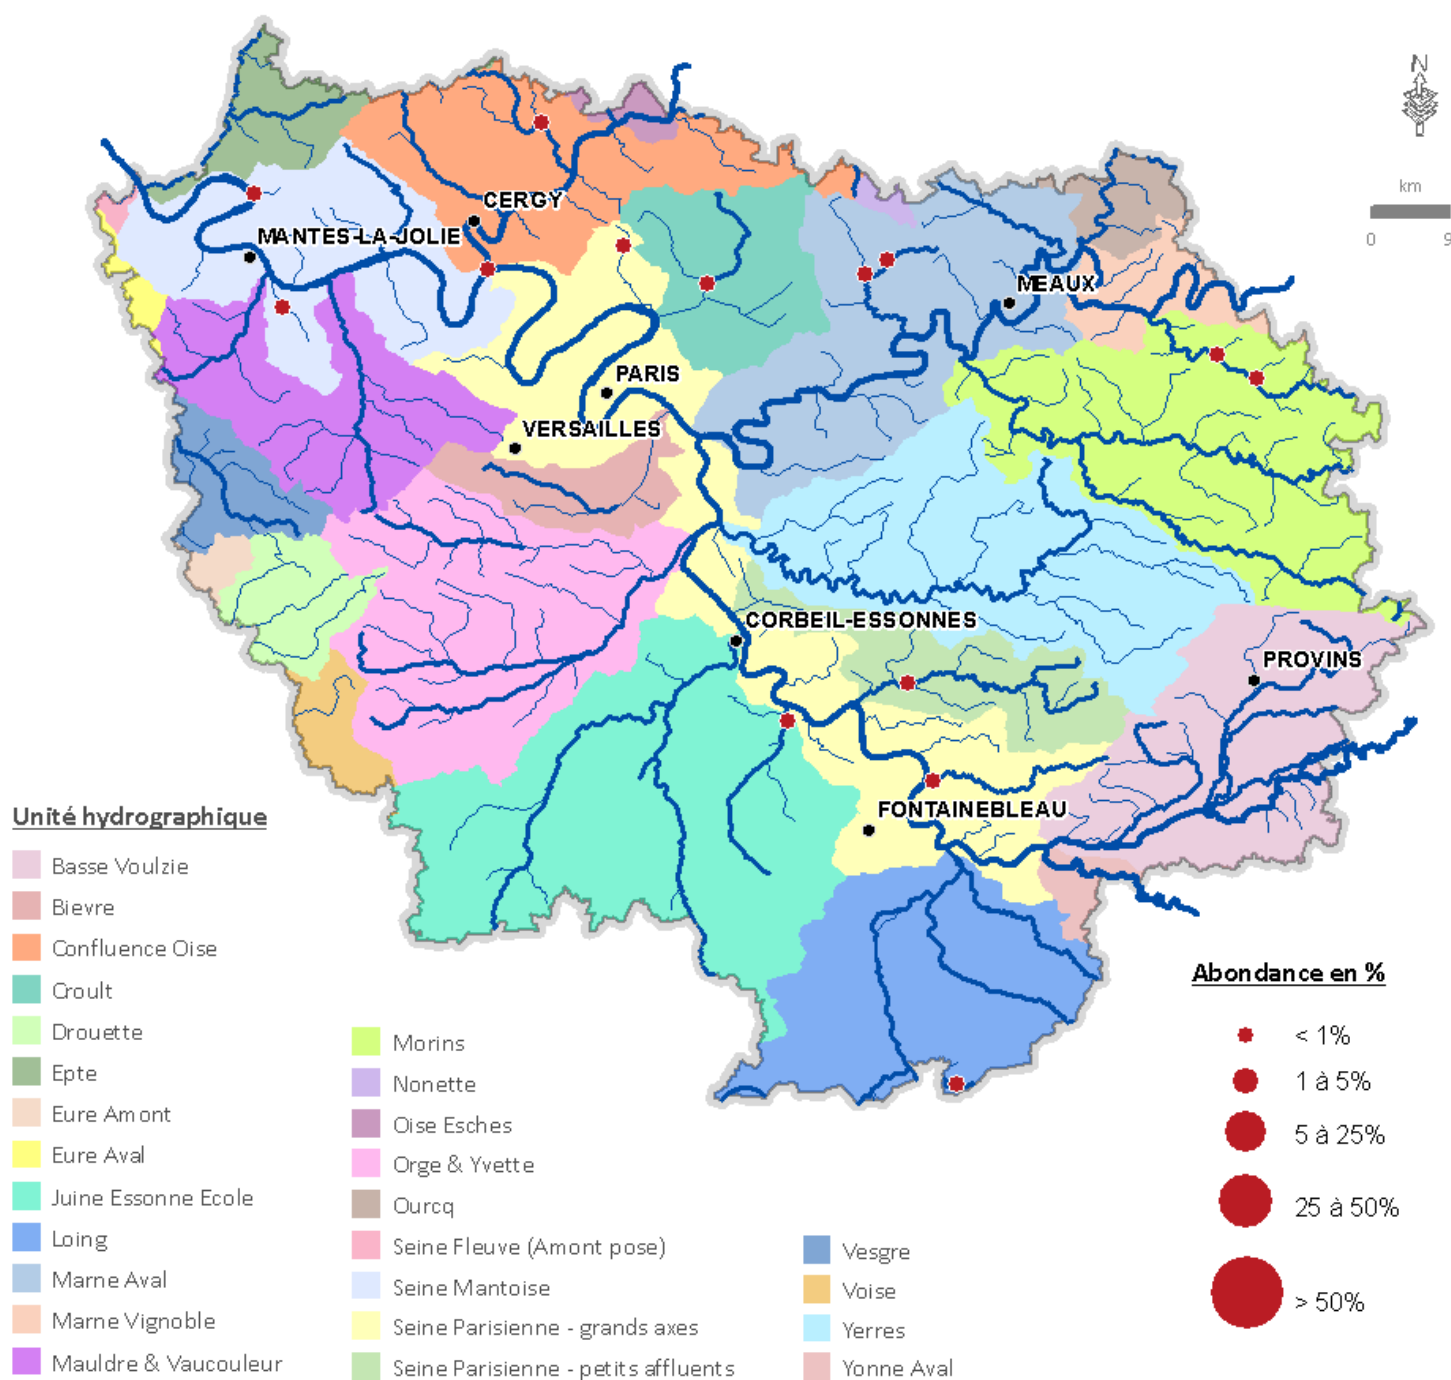 N
km
0 9
CERGY
MANTES-LA-JOLIE
MEAUX
PARIS
VERSAILLES
CORBEIL-ESSONNES
PROVINS
FONTAINEBLEAU
Unité hydrographique
Basse Voulzie
Bievre
Confluence Oise
Croult
Drouette
Epte
Eure Amont
Eure Aval
Juine Essonne Ecole
Loing
Marne Aval
Marne Vignoble
Mauldre & Vaucouleur
Morins
Nonette
Oise Esches
Orge & Yvette
Ourcq
Seine Fleuve (Amont pose)
Seine Mantoise
Seine Parisienne - grands axes
Seine Parisienne - petits affluents
Vesgre
Voise
Yerres
Yonne Aval
Abondance en %
< 1%
1 à 5%
5 à 25%
25 à 50%
> 50%